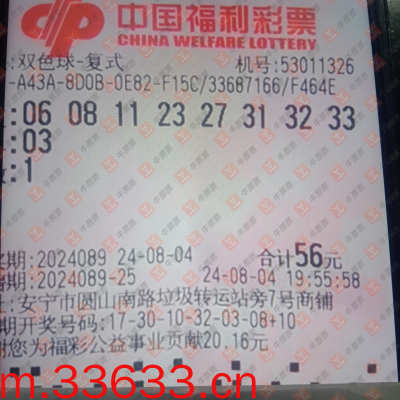 中国福利彩票
CHINA WELFARE LOTTERY
:双色球-复式 机号:53011326
-A43A-8D0B-0E82-F15C/33687166/F464E
:06 08 11 23 27 31 32 33
:03
:1
期:2024089 24-08-04 合计56元
期:2024089-25 24-08-04 19:55:58
:安宁市圆山南路垃圾转运站旁7号商铺
期开奖号码:17-30-10-32-03-08+10
您为福彩公益事业贡献20.16元
m.33633.cn